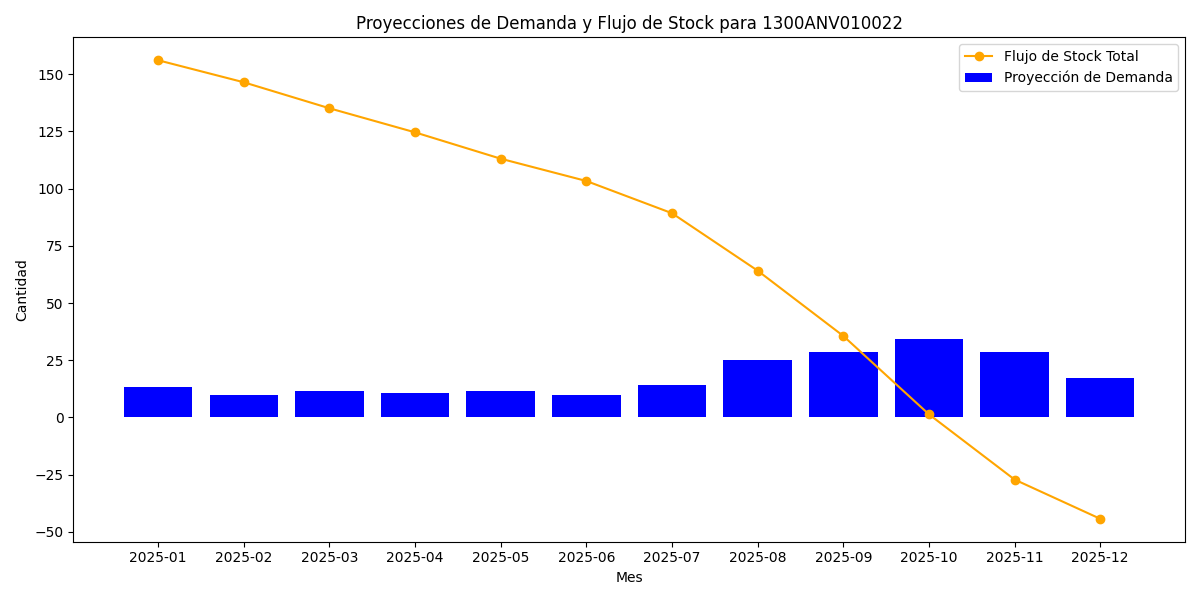 Proyecciones de Demanda y Flujo de Stock para 1300ANV010022
Flujo de Stock Total
Proyección de Demanda
Cantidad
150
125
100
75
50
25
0
−25
−50
2025-01 2025-02 2025-03 2025-04 2025-05 2025-06 2025-07 2025-08 2025-09 2025-10 2025-11 2025-12
Mes